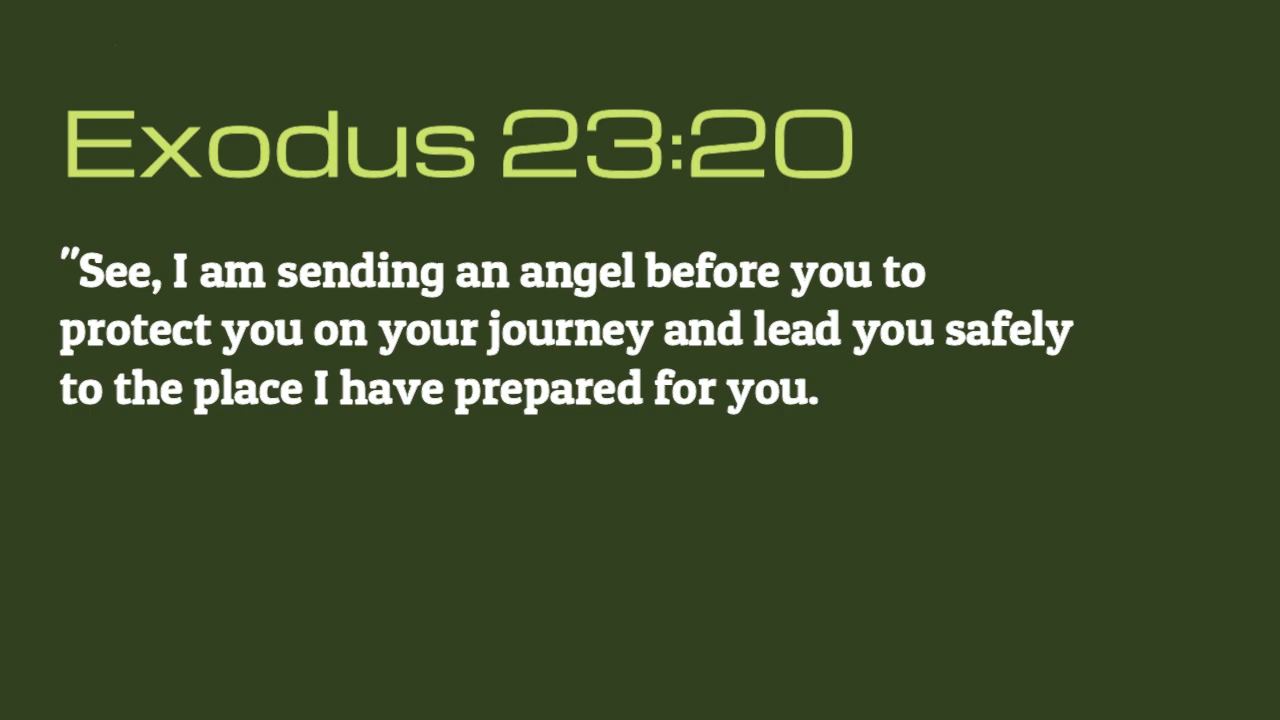 Exodus 23:20
"See, I am sending an angel before you to
protect you on your journey and lead you safely
to the place I have prepared for you.